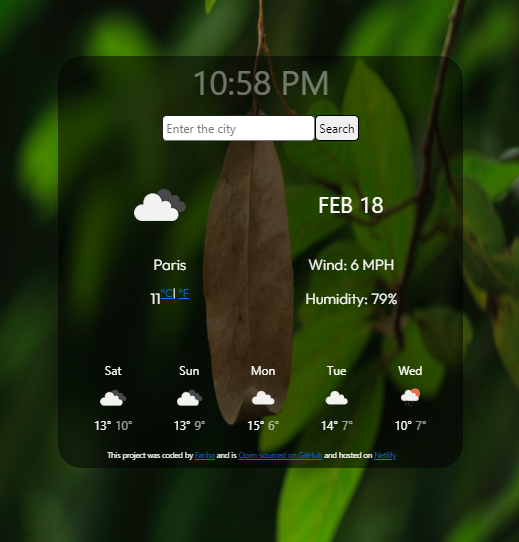 10:58 PM
Enter the city Search
FEB 18
Paris Wind: 6 MPH
11°C| °F Humidity: 79%
Sat Sun Mon Tue Wed
13° 10° 13° 9° 15° 6° 14° 7° 10° 7°
This project was coded by Fariba and is Open-sourced on GitHub and hosted on Netlify